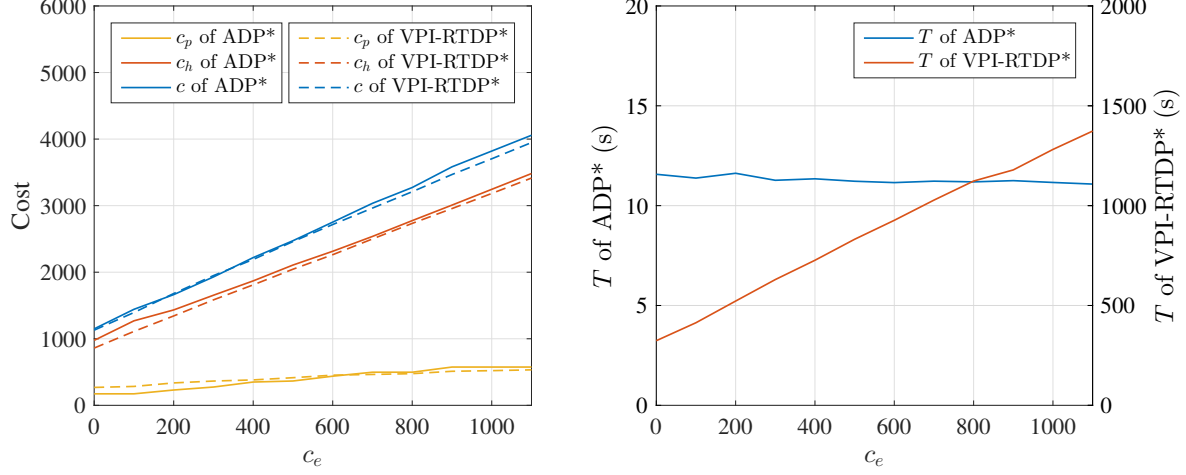 6000
5000
4000
3000
2000
1000
0
Cost
c_p of ADP*
c_h of ADP*
c of ADP*
c_p of VPI-RTDP*
c_h of VPI-RTDP*
c of VPI-RTDP*
0 200 400 600 800 1000
c_e
20
15
10
5
0
T of ADP* (s)
T of ADP*
T of VPI-RTDP*
2000
1500
1000
500
0
T of VPI-RTDP* (s)
0 200 400 600 800 1000
c_e